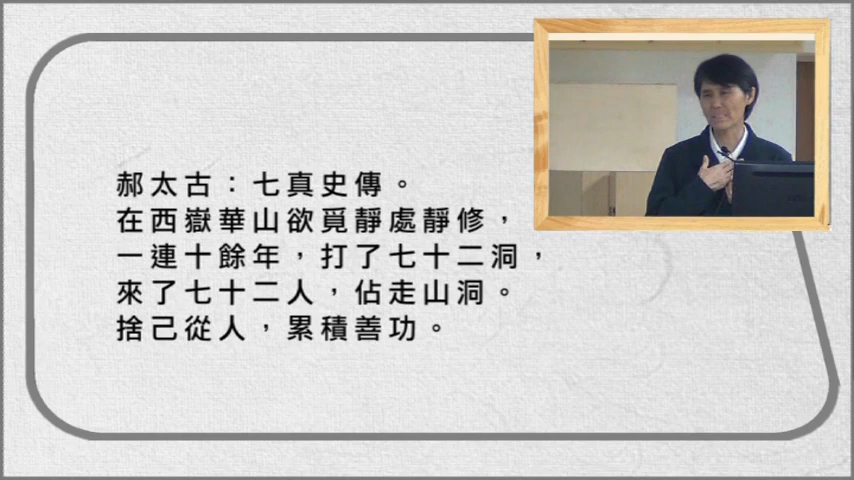 郝太古：七真史傳。
在西嶽華山欲覓靜處靜修，
一連十餘年，打了七十二洞，
來了七十二人，佔走山洞。
捨己從人，累積善功。